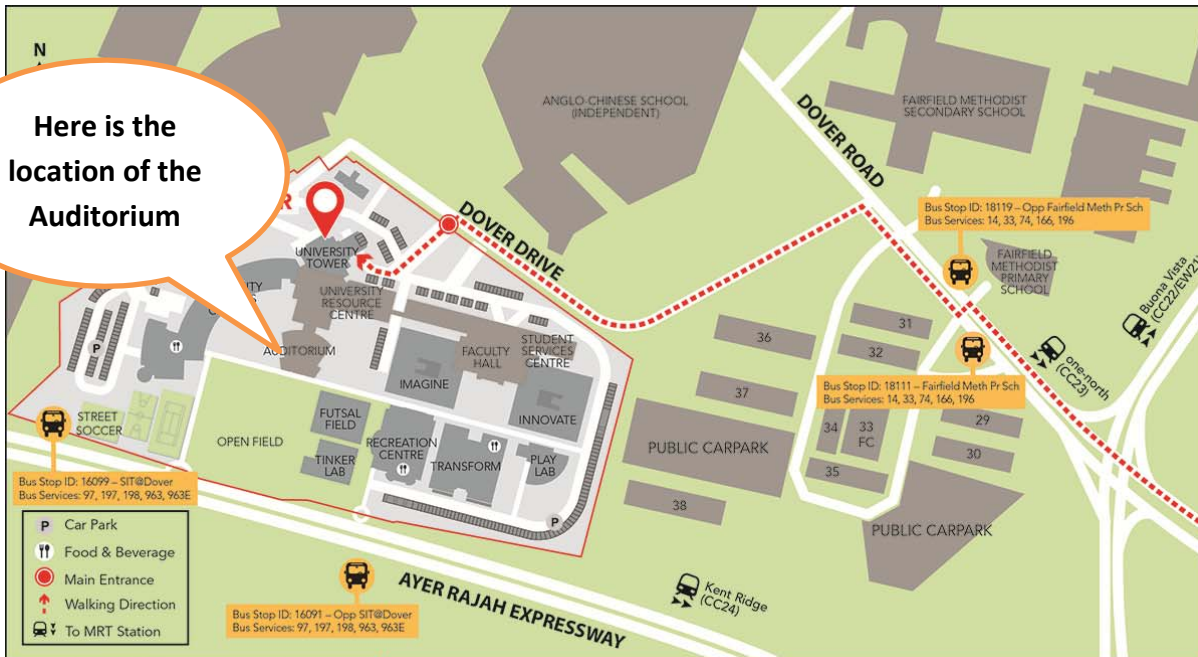 N
Here is the
location of the
Auditorium
ANGLO-CHINESE SCHOOL
(INDEPENDENT)
FAIRFIELD METHODIST
SECONDARY SCHOOL
DOVER ROAD
Bus Stop ID: 18119 – Opp Fairfield Meth Pr Sch
Bus Services: 14, 33, 74, 166, 196
R
DOVER DRIVE
UNIVERSITY
TOWER
FAIRFIELD
METHODIST
PRIMARY
SCHOOL
Buona Vista
(CC22/EW21)
UNIVERSITY
RESOURCE
CENTRE
AUDITORIUM
IMAGINE
FACULTY
HALL
STUDENT
SERVICES
CENTRE
INNOVATE
36
31
32
one-north
(CC23)
Bus Stop ID: 18111 – Fairfield Meth Pr Sch
Bus Services: 14, 33, 74, 166, 196
37
34
33
FC
29
30
35
P
STREET
SOCCER
OPEN FIELD
FUTSAL
FIELD
TINKER
LAB
RECREATION
CENTRE
TRANSFORM
PLAY
LAB
PUBLIC CARPARK
38
PUBLIC CARPARK
P
Bus Stop ID: 16099 – SIT@Dover
Bus Services: 97, 197, 198, 963, 963E
P Car Park
Food & Beverage
Main Entrance
Walking Direction
To MRT Station
Bus Stop ID: 16091 – Opp SIT@Dover
Bus Services: 97, 197, 198, 963, 963E
AYER RAJAH EXPRESSWAY
Kent Ridge
(CC24)